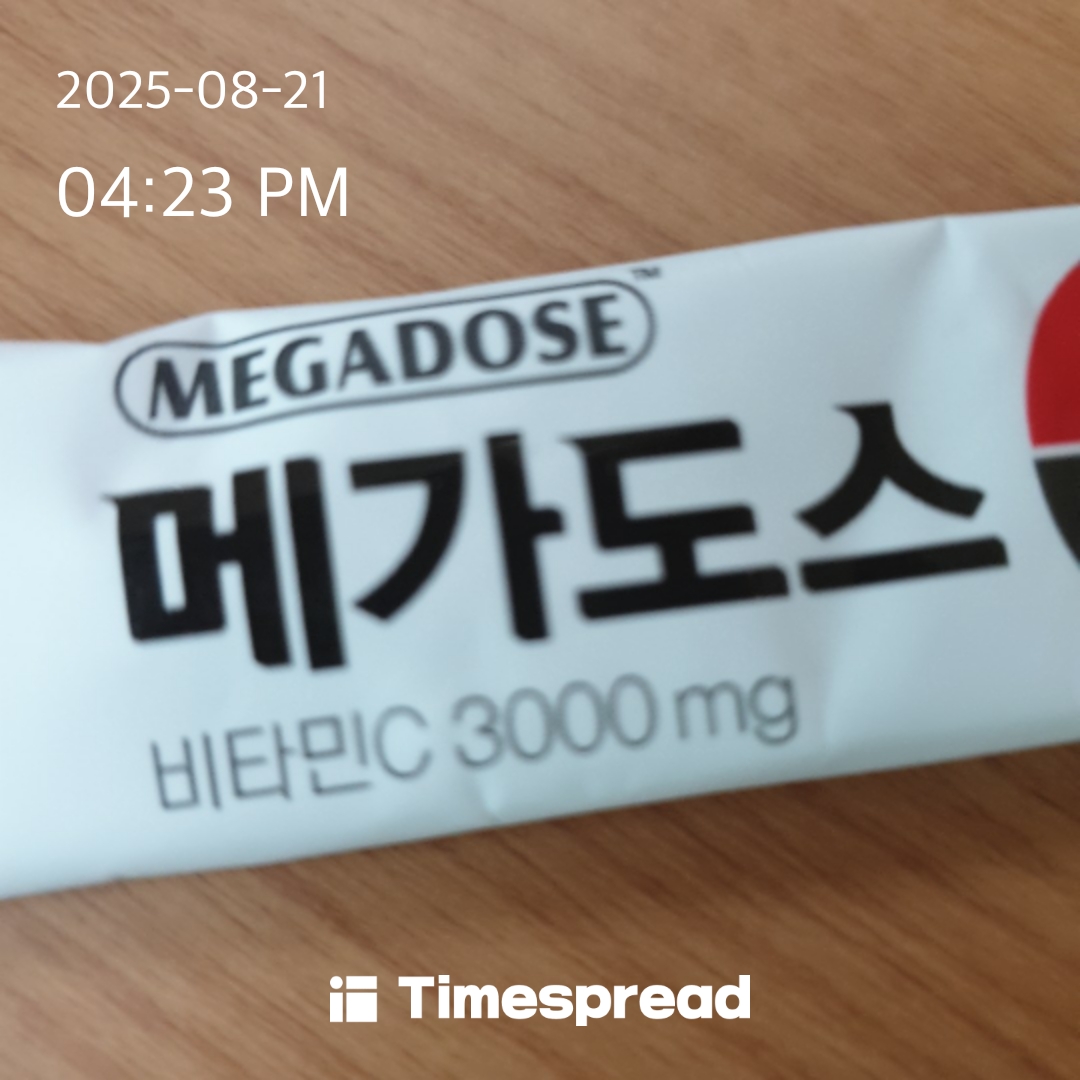 2025-08-21
04:23 PM
MEGADOSE™
메가도스
비타민C 3000 mg
Timespread